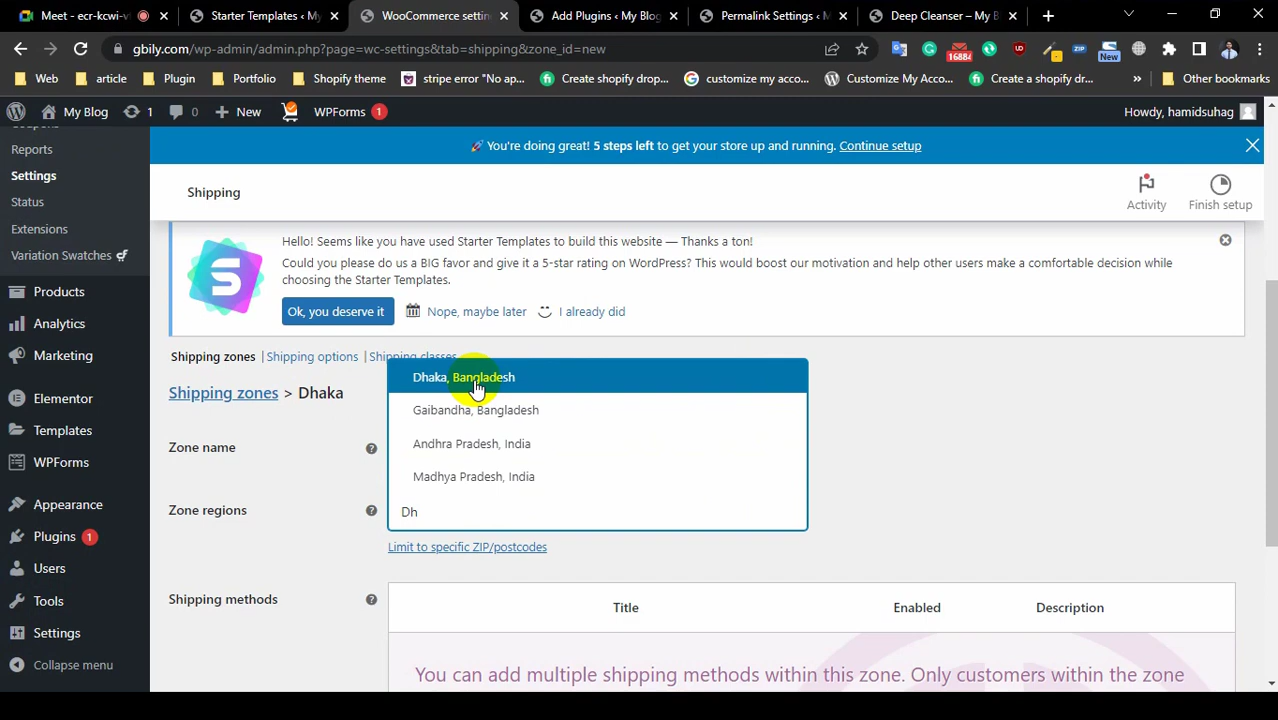 Meet - ecr-kcwi-v
Starter Templates ‹ My
WooCommerce settin
Add Plugins ‹ My Blog
Permalink Settings ‹ M
Deep Cleanser – My B
gbily.com/wp-admin/admin.php?page=wc-settings&tab=shipping&zone_id=new
16884
ZIP
New
Web
article
Plugin
Portfolio
Shopify theme
stripe error "No ap...
Create shopify drop...
customize my acco...
Customize My Acco...
Create a shopify dr...
»
Other bookmarks
My Blog
1
0
New
WPForms 1
Howdy, hamidsuhag
Reports
Settings
Status
Extensions
Variation Swatches
Products
Analytics
Marketing
Elementor
Templates
WPForms
Appearance
Plugins 1
Users
Tools
Settings
Collapse menu
🚀 You're doing great! 5 steps left to get your store up and running. Continue setup
Shipping
Activity
Finish setup
Hello! Seems like you have used Starter Templates to build this website — Thanks a ton!
Could you please do us a BIG favor and give it a 5-star rating on WordPress? This would boost our motivation and help other users make a comfortable decision while
choosing the Starter Templates.
Ok, you deserve it
Nope, maybe later
I already did
Shipping zones | Shipping options | Shipping classes
Shipping zones > Dhaka
Dhaka, Bangladesh
Gaibandha, Bangladesh
Andhra Pradesh, India
Madhya Pradesh, India
Dh
Zone name
Zone regions
Limit to specific ZIP/postcodes
Shipping methods
Title
Enabled
Description
You can add multiple shipping methods within this zone. Only customers within the zone